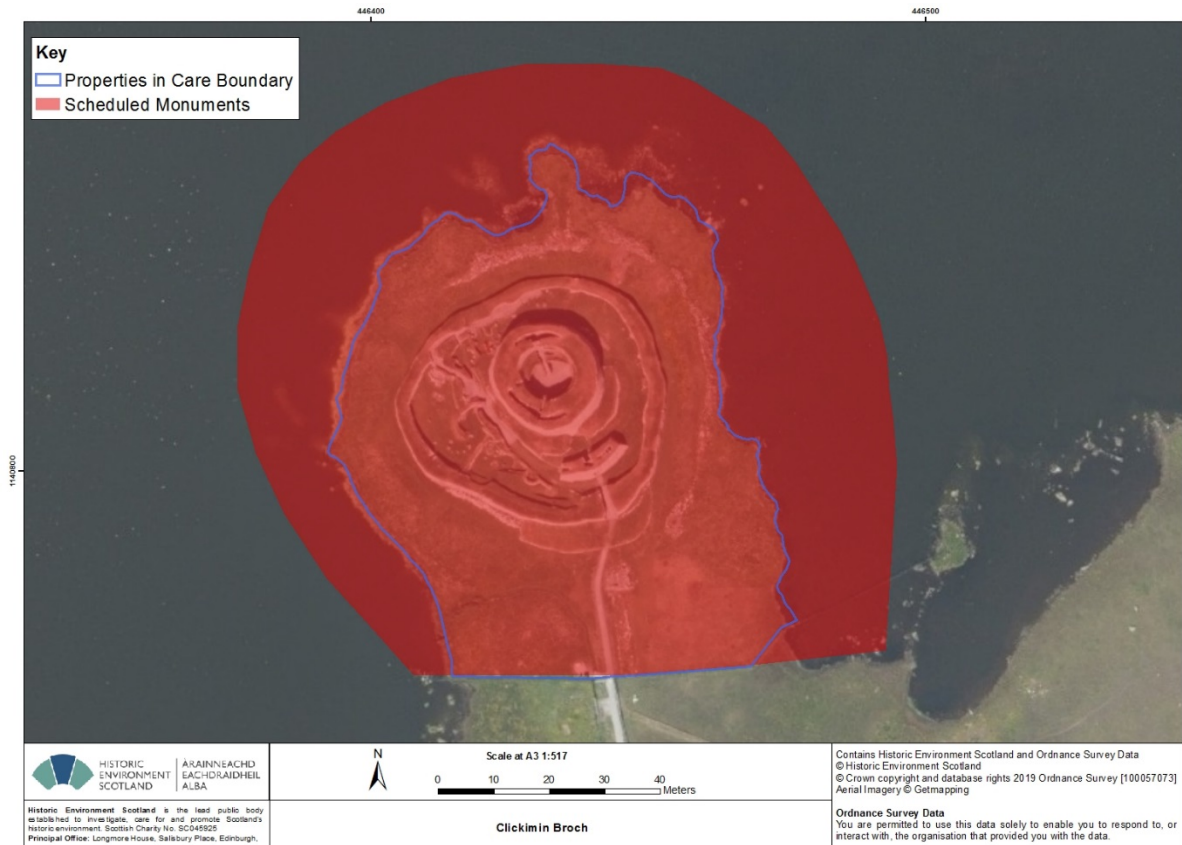 446400
446500
Key
Properties in Care Boundary
Scheduled Monuments
1140800
HISTORIC
ENVIRONMENT
SCOTLAND
ÀRAINNEACHD
EACHDRAIDHEIL
ALBA
Historic Environment Scotland is the lead public body
established to investigate, care for and promote Scotland's
historic environment. Scottish Charity No. SC045925
Principal Office: Longmore House, Salisbury Place, Edinburgh,
N
Scale at A3 1:517
0 10 20 30 40
Meters
Clickimin Broch
Contains Historic Environment Scotland and Ordnance Survey Data
© Historic Environment Scotland
© Crown copyright and database rights 2019 Ordnance Survey [100057073]
Aerial Imagery © Getmapping
Ordnance Survey Data
You are permitted to use this data solely to enable you to respond to, or
interact with, the organisation that provided you with the data.